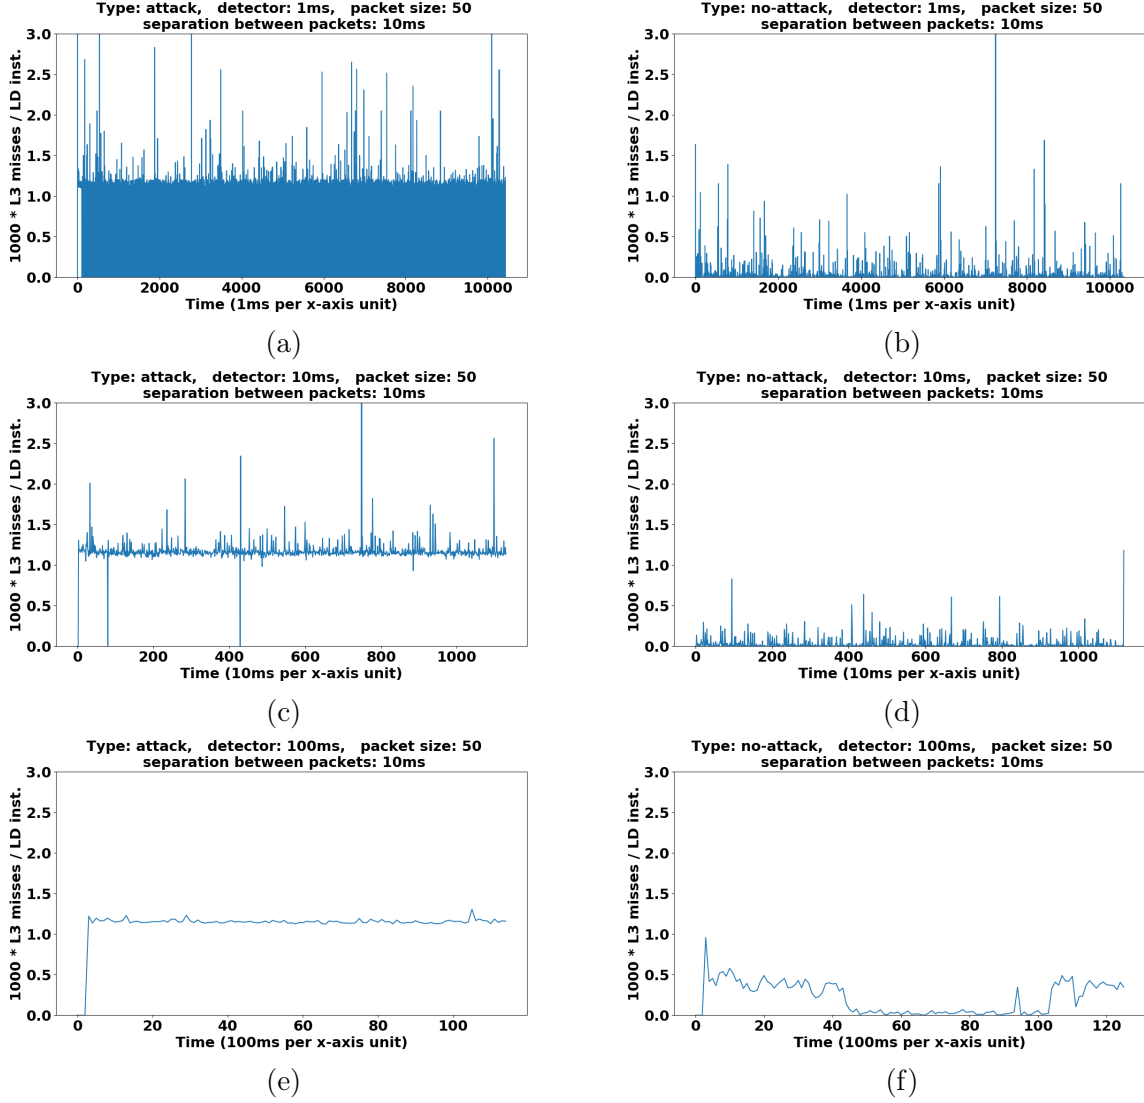 Type: attack,   detector: 1ms,   packet size: 50
separation between packets: 10ms
1000 * L3 misses / LD inst.
3.0
2.5
2.0
1.5
1.0
0.5
0.0
0 2000 4000 6000 8000 10000
Time (1ms per x-axis unit)
(a)
Type: no-attack,   detector: 1ms,   packet size: 50
separation between packets: 10ms
1000 * L3 misses / LD inst.
3.0
2.5
2.0
1.5
1.0
0.5
0.0
0 2000 4000 6000 8000 10000
Time (1ms per x-axis unit)
(b)
Type: attack,   detector: 10ms,   packet size: 50
separation between packets: 10ms
1000 * L3 misses / LD inst.
3.0
2.5
2.0
1.5
1.0
0.5
0.0
0 200 400 600 800 1000
Time (10ms per x-axis unit)
(c)
Type: no-attack,   detector: 10ms,   packet size: 50
separation between packets: 10ms
1000 * L3 misses / LD inst.
3.0
2.5
2.0
1.5
1.0
0.5
0.0
0 200 400 600 800 1000
Time (10ms per x-axis unit)
(d)
Type: attack,   detector: 100ms,   packet size: 50
separation between packets: 10ms
1000 * L3 misses / LD inst.
3.0
2.5
2.0
1.5
1.0
0.5
0.0
0 20 40 60 80 100
Time (100ms per x-axis unit)
(e)
Type: no-attack,   detector: 100ms,   packet size: 50
separation between packets: 10ms
1000 * L3 misses / LD inst.
3.0
2.5
2.0
1.5
1.0
0.5
0.0
0 20 40 60 80 100 120
Time (100ms per x-axis unit)
(f)